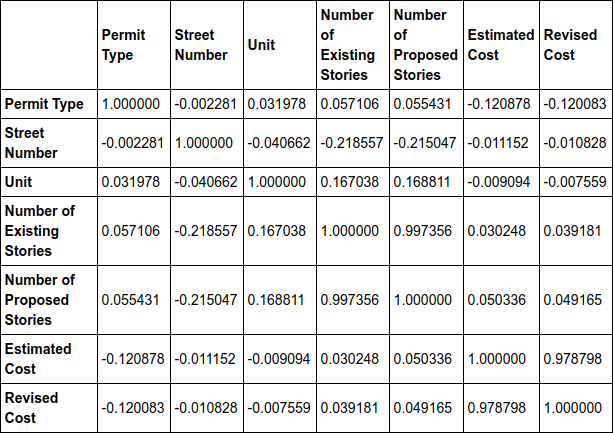 Permit Type Street Number Unit Number of Existing Stories Number of Proposed Stories Estimated Cost Revised Cost
Permit Type 1.000000 -0.002281 0.031978 0.057106 0.055431 -0.120878 -0.120083
Street Number -0.002281 1.000000 -0.040662 -0.218557 -0.215047 -0.011152 -0.010828
Unit 0.031978 -0.040662 1.000000 0.167038 0.168811 -0.009094 -0.007559
Number of Existing Stories 0.057106 -0.218557 0.167038 1.000000 0.997356 0.030248 0.039181
Number of Proposed Stories 0.055431 -0.215047 0.168811 0.997356 1.000000 0.050336 0.049165
Estimated Cost -0.120878 -0.011152 -0.009094 0.030248 0.050336 1.000000 0.978798
Revised Cost -0.120083 -0.010828 -0.007559 0.039181 0.049165 0.978798 1.000000